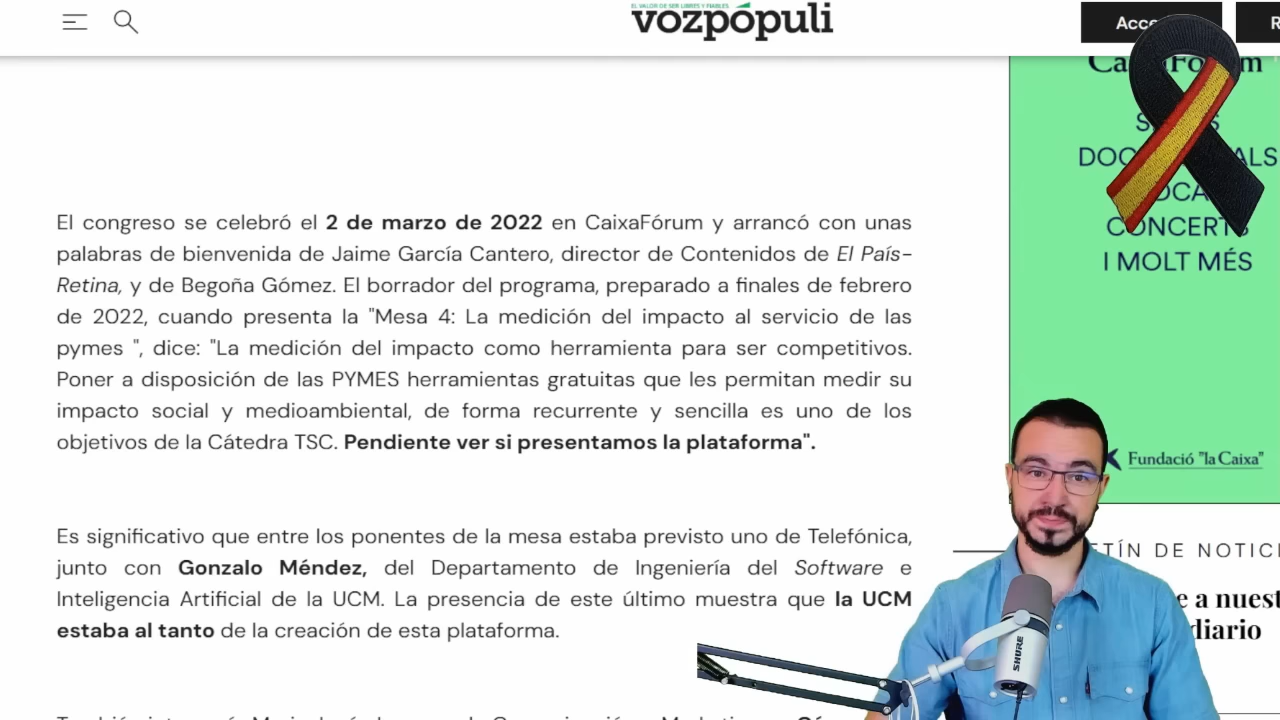 EL VALOR DE SER LIBRES Y FIABLES
vozpópuli
El congreso se celebró el 2 de marzo de 2022 en CaixaFórum y arrancó con unas
palabras de bienvenida de Jaime García Cantero, director de Contenidos de El País-
Retina, y de Begoña Gómez. El borrador del programa, preparado a finales de febrero
de 2022, cuando presenta la "Mesa 4: La medición del impacto al servicio de las
pymes ", dice: "La medición del impacto como herramienta para ser competitivos.
Poner a disposición de las PYMES herramientas gratuitas que les permitan medir su
impacto social y medioambiental, de forma recurrente y sencilla es uno de los
objetivos de la Cátedra TSC. Pendiente ver si presentamos la plataforma".
Es significativo que entre los ponentes de la mesa estaba previsto uno de Telefónica,
junto con Gonzalo Méndez, del Departamento de Ingeniería del Software e
Inteligencia Artificial de la UCM. La presencia de este último muestra que la UCM
estaba al tanto de la creación de esta plataforma.
CONCERTS
I MOLT MÉS
Fundació "la Caixa"
TÍN DE NOTICI
e a nuest
diario
SHURE